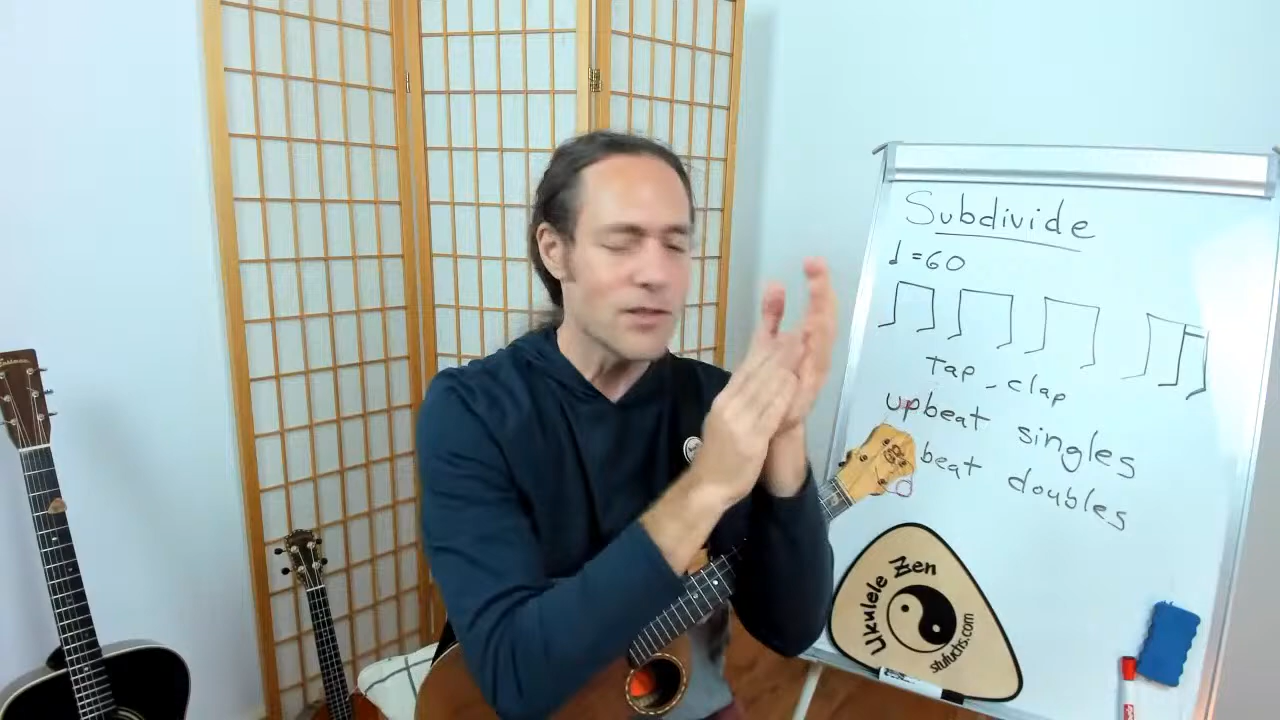 Subdivide
♩=60
Tap - clap
upbeat singles
beat doubles
Ukulele Zen
stufuchs.com